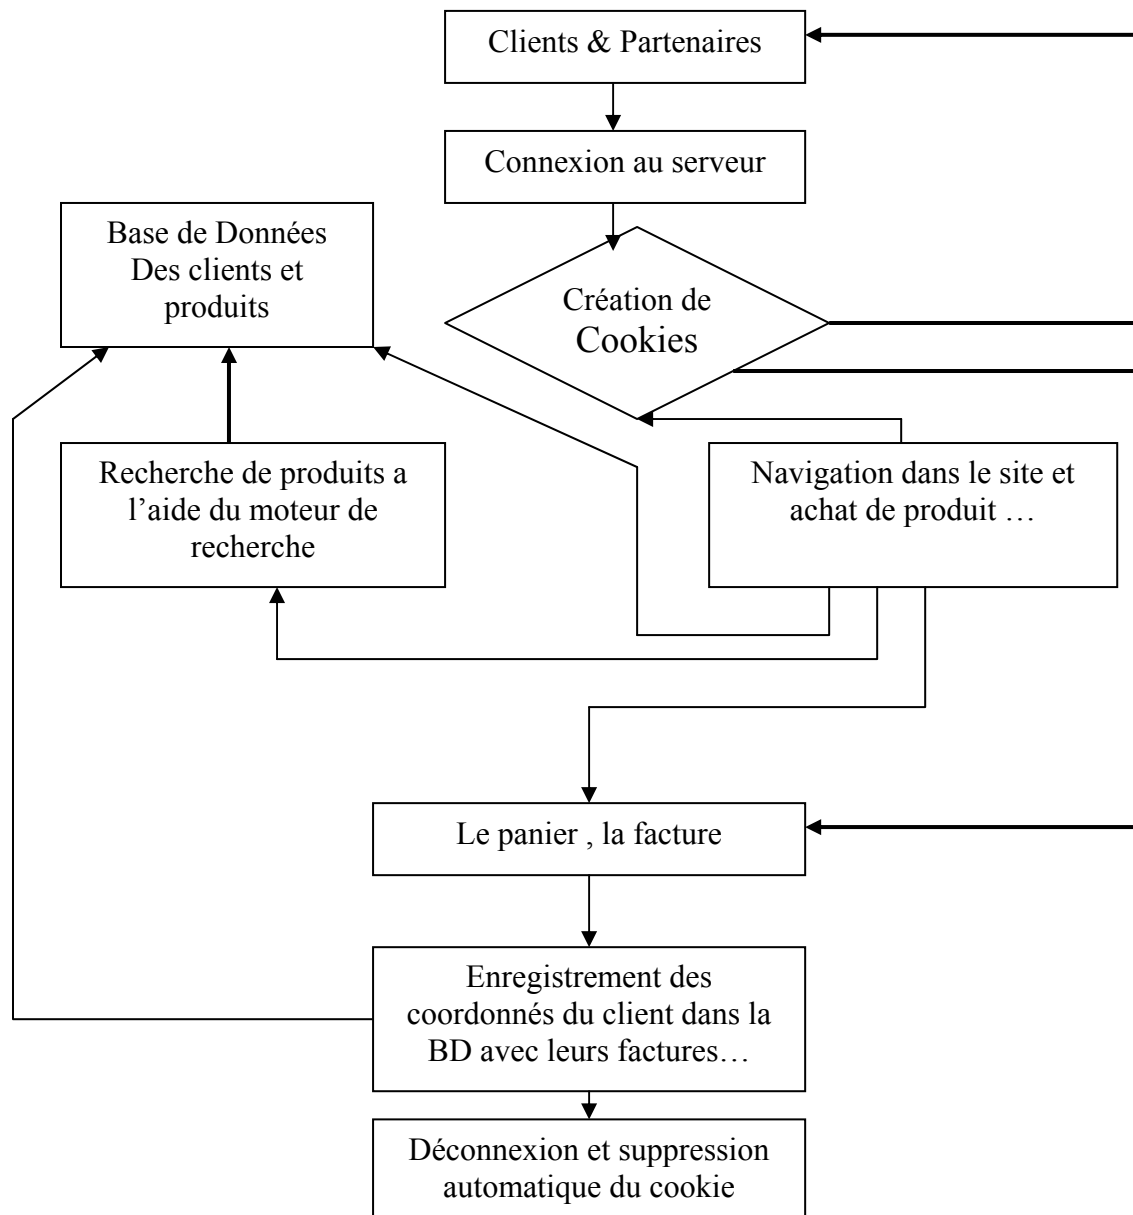 Clients & Partenaires
Connexion au serveur
Base de Données
Des clients et
produits
Création de
Cookies
Recherche de produits a
l’aide du moteur de
recherche
Navigation dans le site et
achat de produit …
Le panier , la facture
Enregistrement des
coordonnés du client dans la
BD avec leurs factures…
Déconnexion et suppression
automatique du cookie